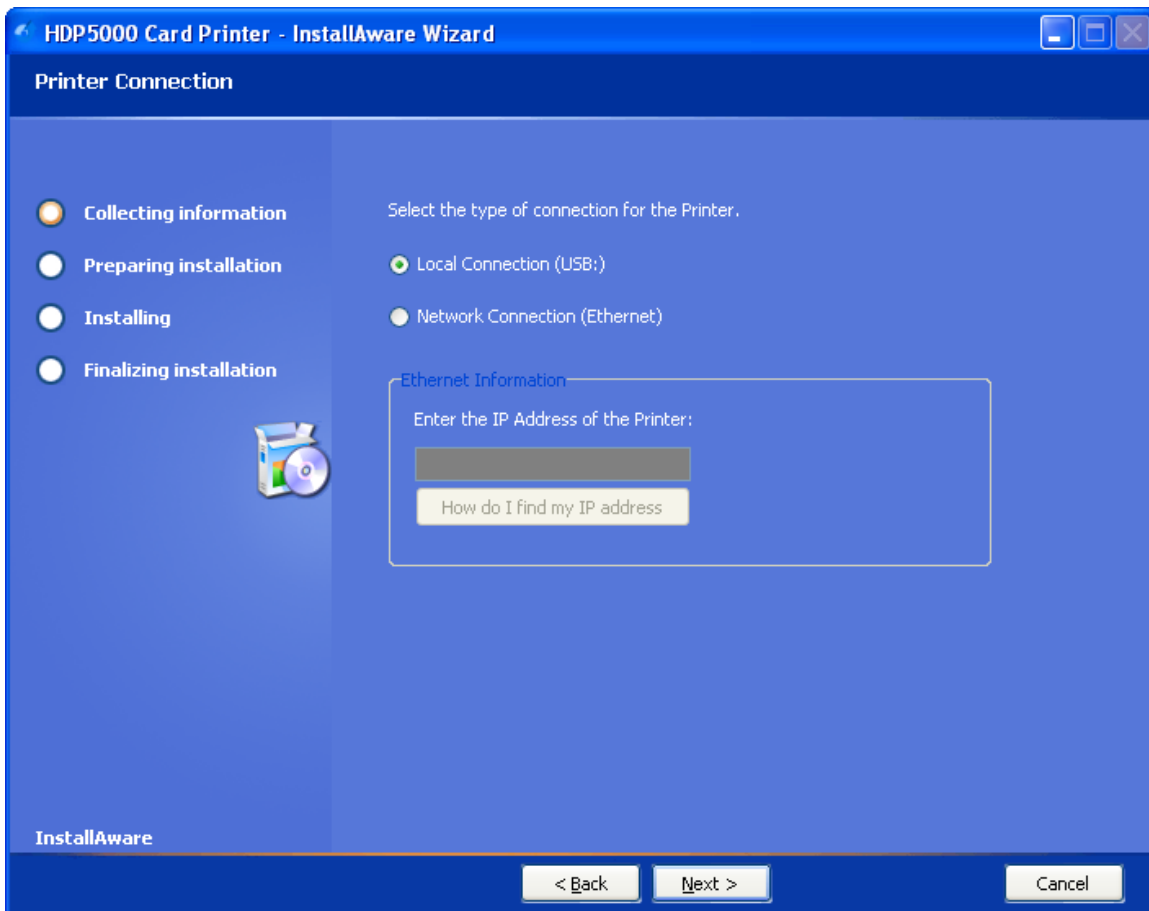 HDP5000 Card Printer - InstallAware Wizard
Printer Connection
Collecting information
Preparing installation
Installing
Finalizing installation
Select the type of connection for the Printer.
Local Connection (USB:)
Network Connection (Ethernet)
Ethernet Information
Enter the IP Address of the Printer:
How do I find my IP address
InstallAware
< Back
Next >
Cancel